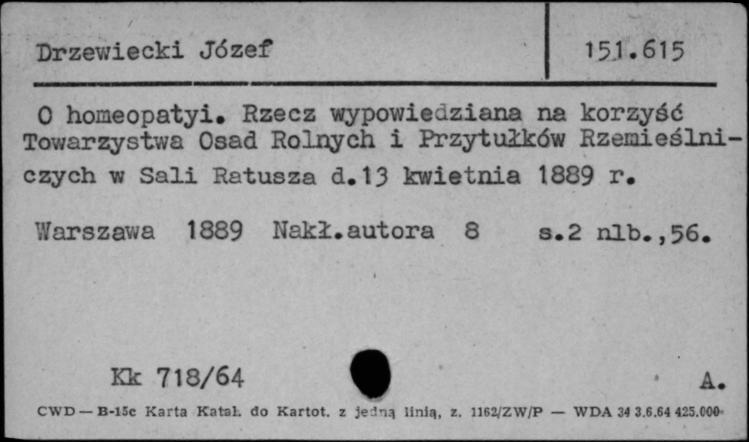 Drzewiecki Józef 151.615
O homeopatyi. Rzecz wypowiedziana na korzyść
Towarzystwa Osad Rolnych i Przytułków Rzemieślni-
czych w Sali Ratusza d.13 kwietnia 1889 r.
Warszawa 1889 Nakł.autora 8 s.2 nlb.,56.
Kk 718/64 A.
CWD — B-15c Karta Katal. do Kartot. z jedną linią, z. 1162/ZW/P — WDA 34 3.6.64 425.000